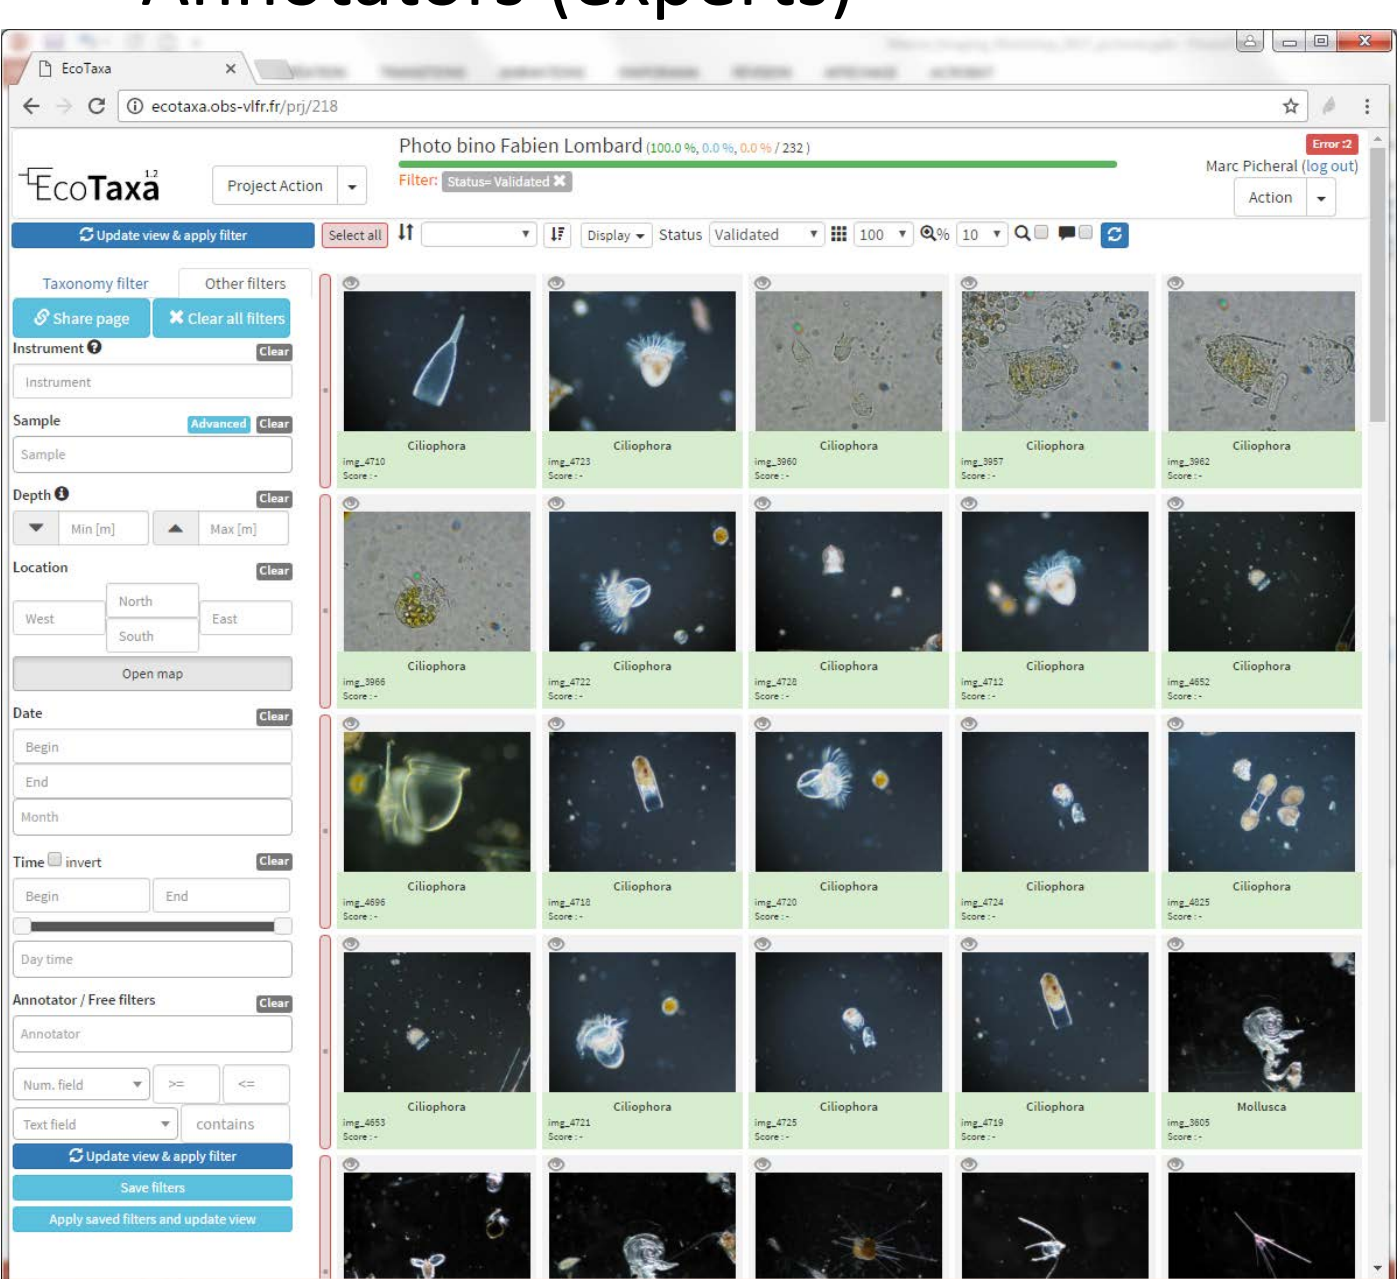 Annotators (experts)
EcoTaxa
ecotaxa.obs-vlfr.fr/prj/218
Photo bino Fabien Lombard (100.0 %, 0.0 %, 0.0 % / 232 )
Error :2
EcoTaxa 1.2
Project Action
Filter: Status= Validated
Marc Picheral (log out)
Action
Update view & apply filter
Select all
Display
Status
Validated
100
%
10
Taxonomy filter
Other filters
Share page
Clear all filters
Instrument
Clear
Instrument
Sample
Advanced
Clear
Sample
Depth
Clear
Min [m]
Max [m]
Location
Clear
North
West
East
South
Open map
Date
Clear
Begin
End
Month
Time invert
Clear
Begin
End
Day time
Annotator / Free filters
Clear
Annotator
Num. field
>=
<=
Text field
contains
Update view & apply filter
Save filters
Apply saved filters and update view
Ciliophora
img_4710
Score : -
Ciliophora
img_4723
Score : -
Ciliophora
img_3960
Score : -
Ciliophora
img_3957
Score : -
Ciliophora
img_3962
Score : -
Ciliophora
img_3966
Score : -
Ciliophora
img_4722
Score : -
Ciliophora
img_4728
Score : -
Ciliophora
img_4712
Score : -
Ciliophora
img_4652
Score : -
Ciliophora
img_4696
Score : -
Ciliophora
img_4718
Score : -
Ciliophora
img_4720
Score : -
Ciliophora
img_4724
Score : -
Ciliophora
img_4825
Score : -
Ciliophora
img_4653
Score : -
Ciliophora
img_4721
Score : -
Ciliophora
img_4725
Score : -
Ciliophora
img_4719
Score : -
Mollusca
img_3605
Score : -